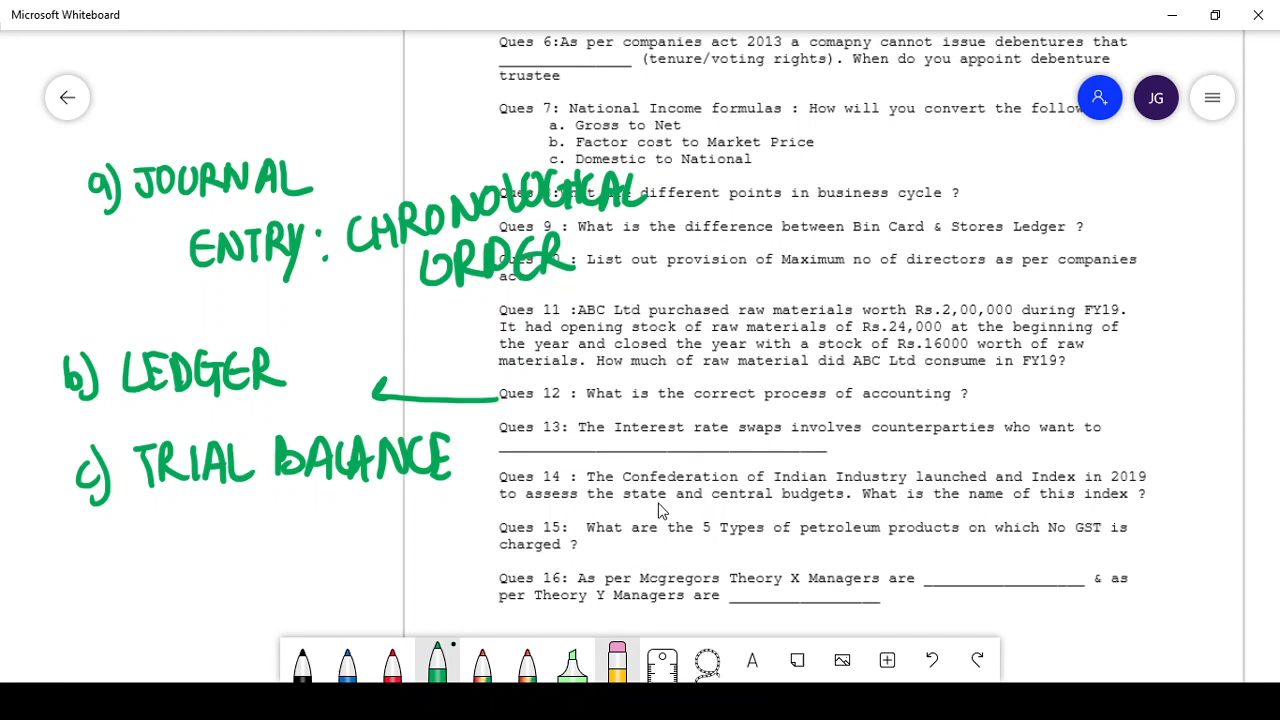 Microsoft Whiteboard
Ques 6:As per companies act 2013 a comapny cannot issue debentures that
_______________ (tenure/voting rights). When do you appoint debenture
trustee
JG
Ques 7: National Income formulas : How will you convert the follow
a. Gross to Net
b. Factor cost to Market Price
c. Domestic to National
a) JOURNAL
ENTRY: CHRONOLOGICAL
ORDER
Ques different points in business cycle ?
Ques 9 : What is the difference between Bin Card & Stores Ledger ?
: List out provision of Maximum no of directors as per companies
Ques 11 :ABC Ltd purchased raw materials worth Rs.2,00,000 during FY19.
It had opening stock of raw materials of Rs.24,000 at the beginning of
the year and closed the year with a stock of Rs.16000 worth of raw
materials. How much of raw material did ABC Ltd consume in FY19?
b) LEDGER
Ques 12 : What is the correct process of accounting ?
c) TRIAL BALANCE
Ques 13: The Interest rate swaps involves counterparties who want to
_____________________________________
Ques 14 : The Confederation of Indian Industry launched and Index in 2019
to assess the state and central budgets. What is the name of this index ?
Ques 15: What are the 5 Types of petroleum products on which No GST is
charged ?
Ques 16: As per Mcgregors Theory X Managers are __________________ & as
per Theory Y Managers are _________________
A